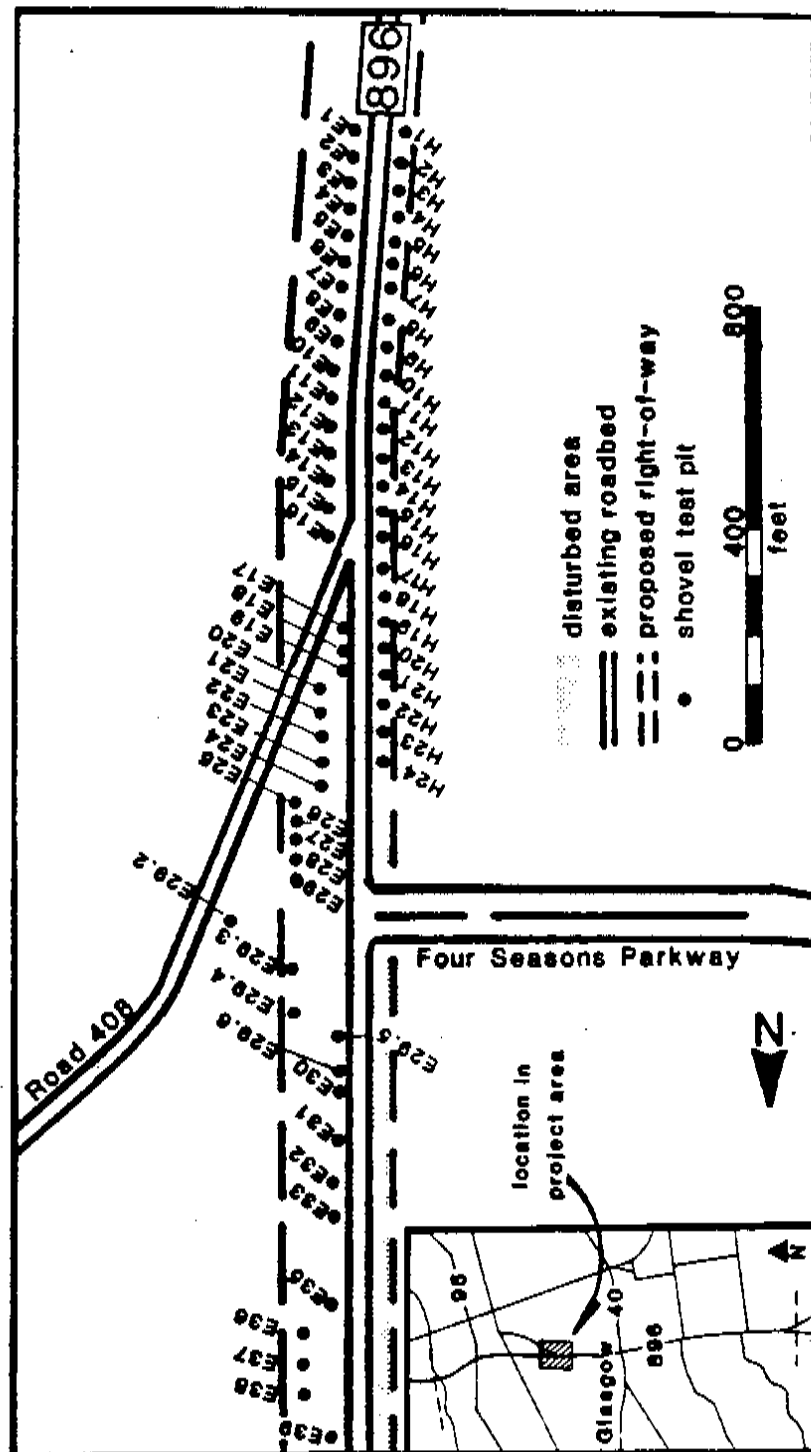 896
E1
E2
E3
E4
E5
E6
E7
E8
E9
E10
E11
E12
E13
E14
E15
E16
E17
E18
E19
E20
E21
E22
E23
E24
E25
E26
E27
E28
E29
E29.2
E29.3
E29.4
E29.5
E29.6
E30
E31
E32
E33
E35
E36
E37
E38
E39
H1
H2
H3
H4
H5
H6
H7
H8
H9
H10
H11
H12
H13
H14
H15
H16
H17
H18
H19
H20
H21
H22
H23
H24
Road 408
Four Seasons Parkway
disturbed area
existing roadbed
proposed right-of-way
shovel test pit
0 400 800
feet
N
location in
project area
95
40
Glasgow
896
N